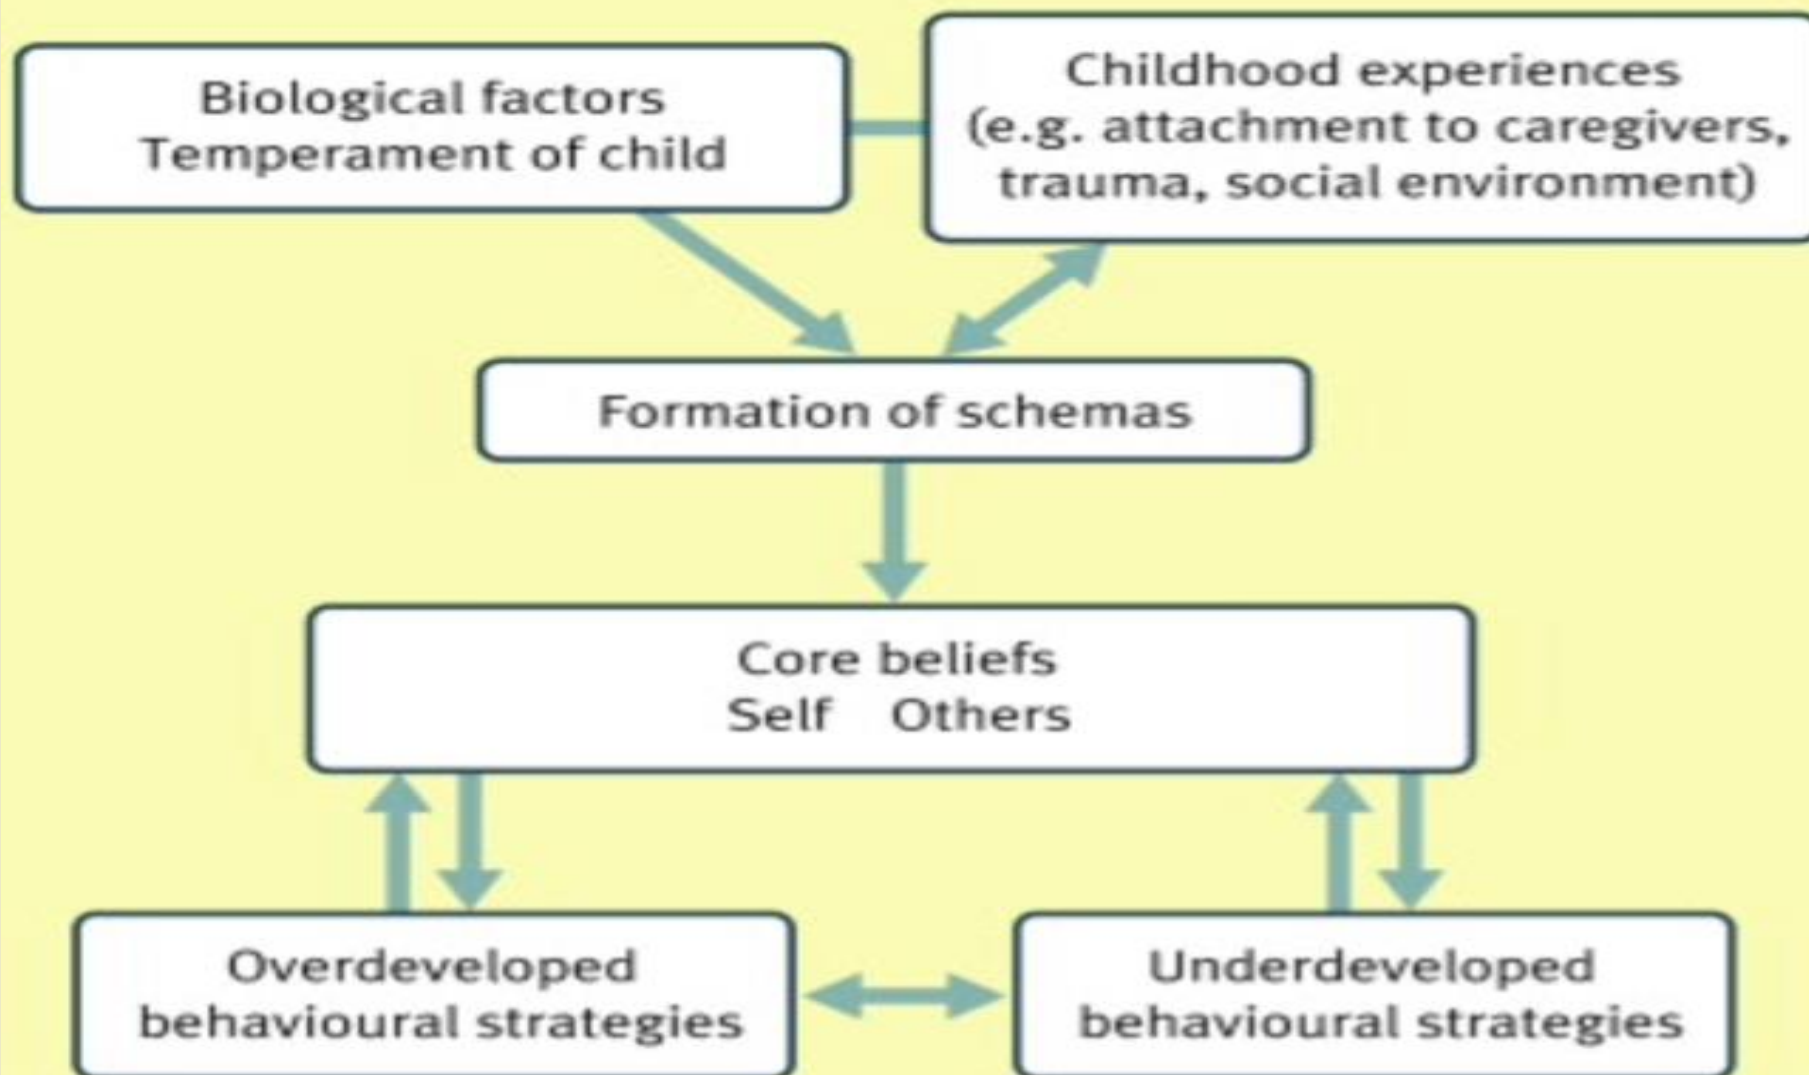 Biological factors
Temperament of child
Childhood experiences
(e.g. attachment to caregivers,
trauma, social environment)
Formation of schemas
Core beliefs
Self Others
Overdeveloped
behavioural strategies
Underdeveloped
behavioural strategies